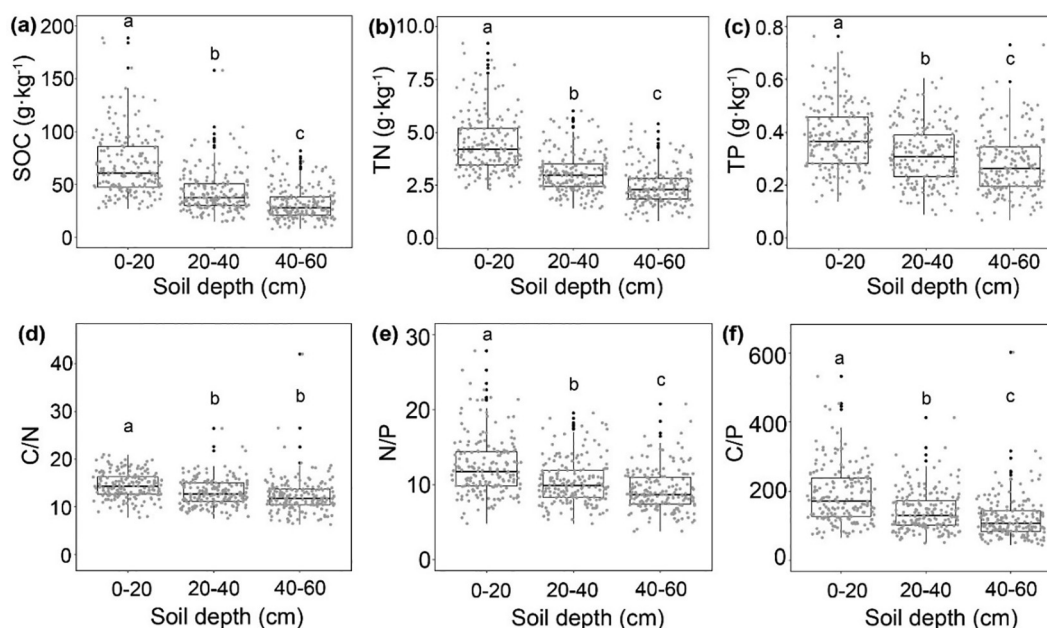 (a)
SOC (g·kg⁻¹)
200
150
100
50
0
a
b
c
0-20
20-40
40-60
Soil depth (cm)
(b)
TN (g·kg⁻¹)
10.0
7.5
5.0
2.5
0.0
a
b
c
0-20
20-40
40-60
Soil depth (cm)
(c)
TP (g·kg⁻¹)
0.8
0.6
0.4
0.2
0.0
a
b
c
0-20
20-40
40-60
Soil depth (cm)
(d)
C/N
40
30
20
10
0
a
b
b
0-20
20-40
40-60
Soil depth (cm)
(e)
N/P
30
20
10
0
a
b
c
0-20
20-40
40-60
Soil depth (cm)
(f)
C/P
600
400
200
0
a
b
c
0-20
20-40
40-60
Soil depth (cm)